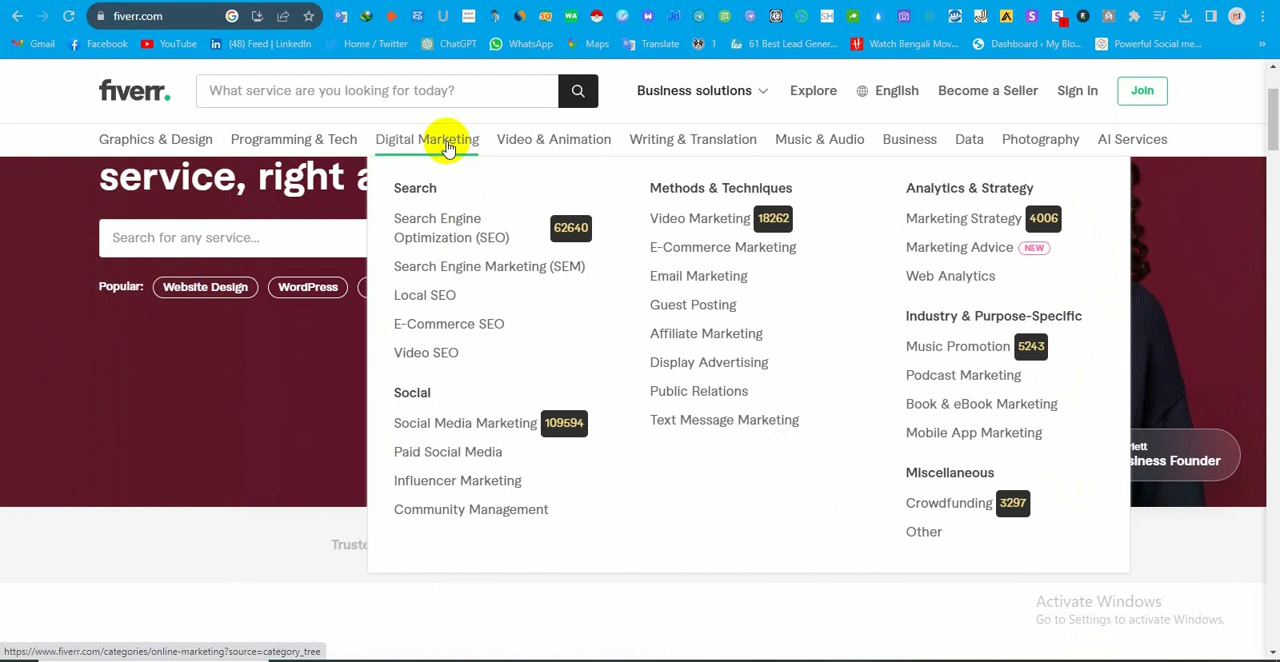 fiverr.com
Gmail Facebook YouTube (48) Feed | LinkedIn Home / Twitter ChatGPT WhatsApp Maps Translate 1 61 Best Lead Gener... Watch Bengali Mov... Dashboard ‹ My Blo... Powerful Social me... »
fiverr.
What service are you looking for today?
Business solutions Explore English Become a Seller Sign in Join
Graphics & Design Programming & Tech Digital Marketing Video & Animation Writing & Translation Music & Audio Business Data Photography AI Services
service, right a
Search for any service...
Popular: Website Design WordPress
Search
Search Engine
Optimization (SEO) 62640
Search Engine Marketing (SEM)
Local SEO
E-Commerce SEO
Video SEO
Social
Social Media Marketing 109594
Paid Social Media
Influencer Marketing
Community Management
Methods & Techniques
Video Marketing 18262
E-Commerce Marketing
Email Marketing
Guest Posting
Affiliate Marketing
Display Advertising
Public Relations
Text Message Marketing
Analytics & Strategy
Marketing Strategy 4006
Marketing Advice NEW
Web Analytics
Industry & Purpose-Specific
Music Promotion 5243
Podcast Marketing
Book & eBook Marketing
Mobile App Marketing
Miscellaneous
Crowdfunding 3297
Other
rlett
siness Founder
Truste
Activate Windows
Go to Settings to activate Windows.
https://www.fiverr.com/categories/online-marketing?source=category_tree